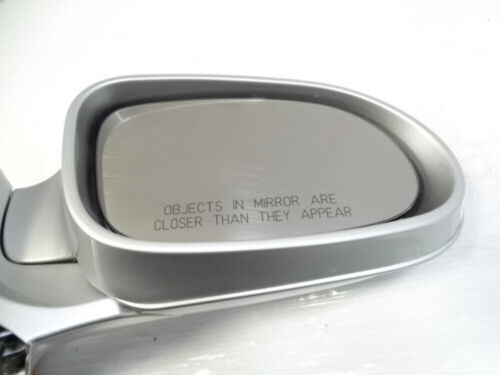 OBJECTS IN MIRROR ARE
CLOSER THAN THEY APPEAR